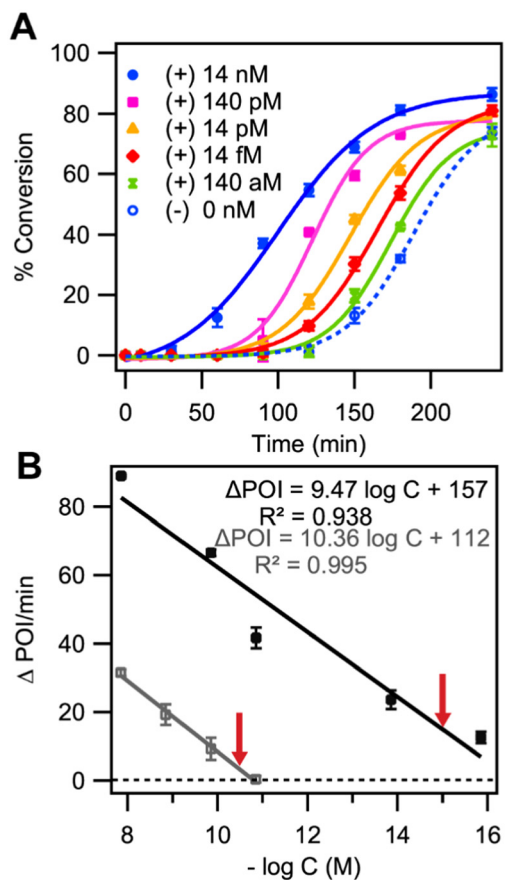 A
100
80
60
40
20
0
% Conversion
(+) 14 nM
(+) 140 pM
(+) 14 pM
(+) 14 fM
(+) 140 aM
(-) 0 nM
0 50 100 150 200
Time (min)
B
80
60
40
20
0
Δ POI/min
ΔPOI = 9.47 log C + 157
R² = 0.938
ΔPOI = 10.36 log C + 112
R² = 0.995
8 10 12 14 16
- log C (M)